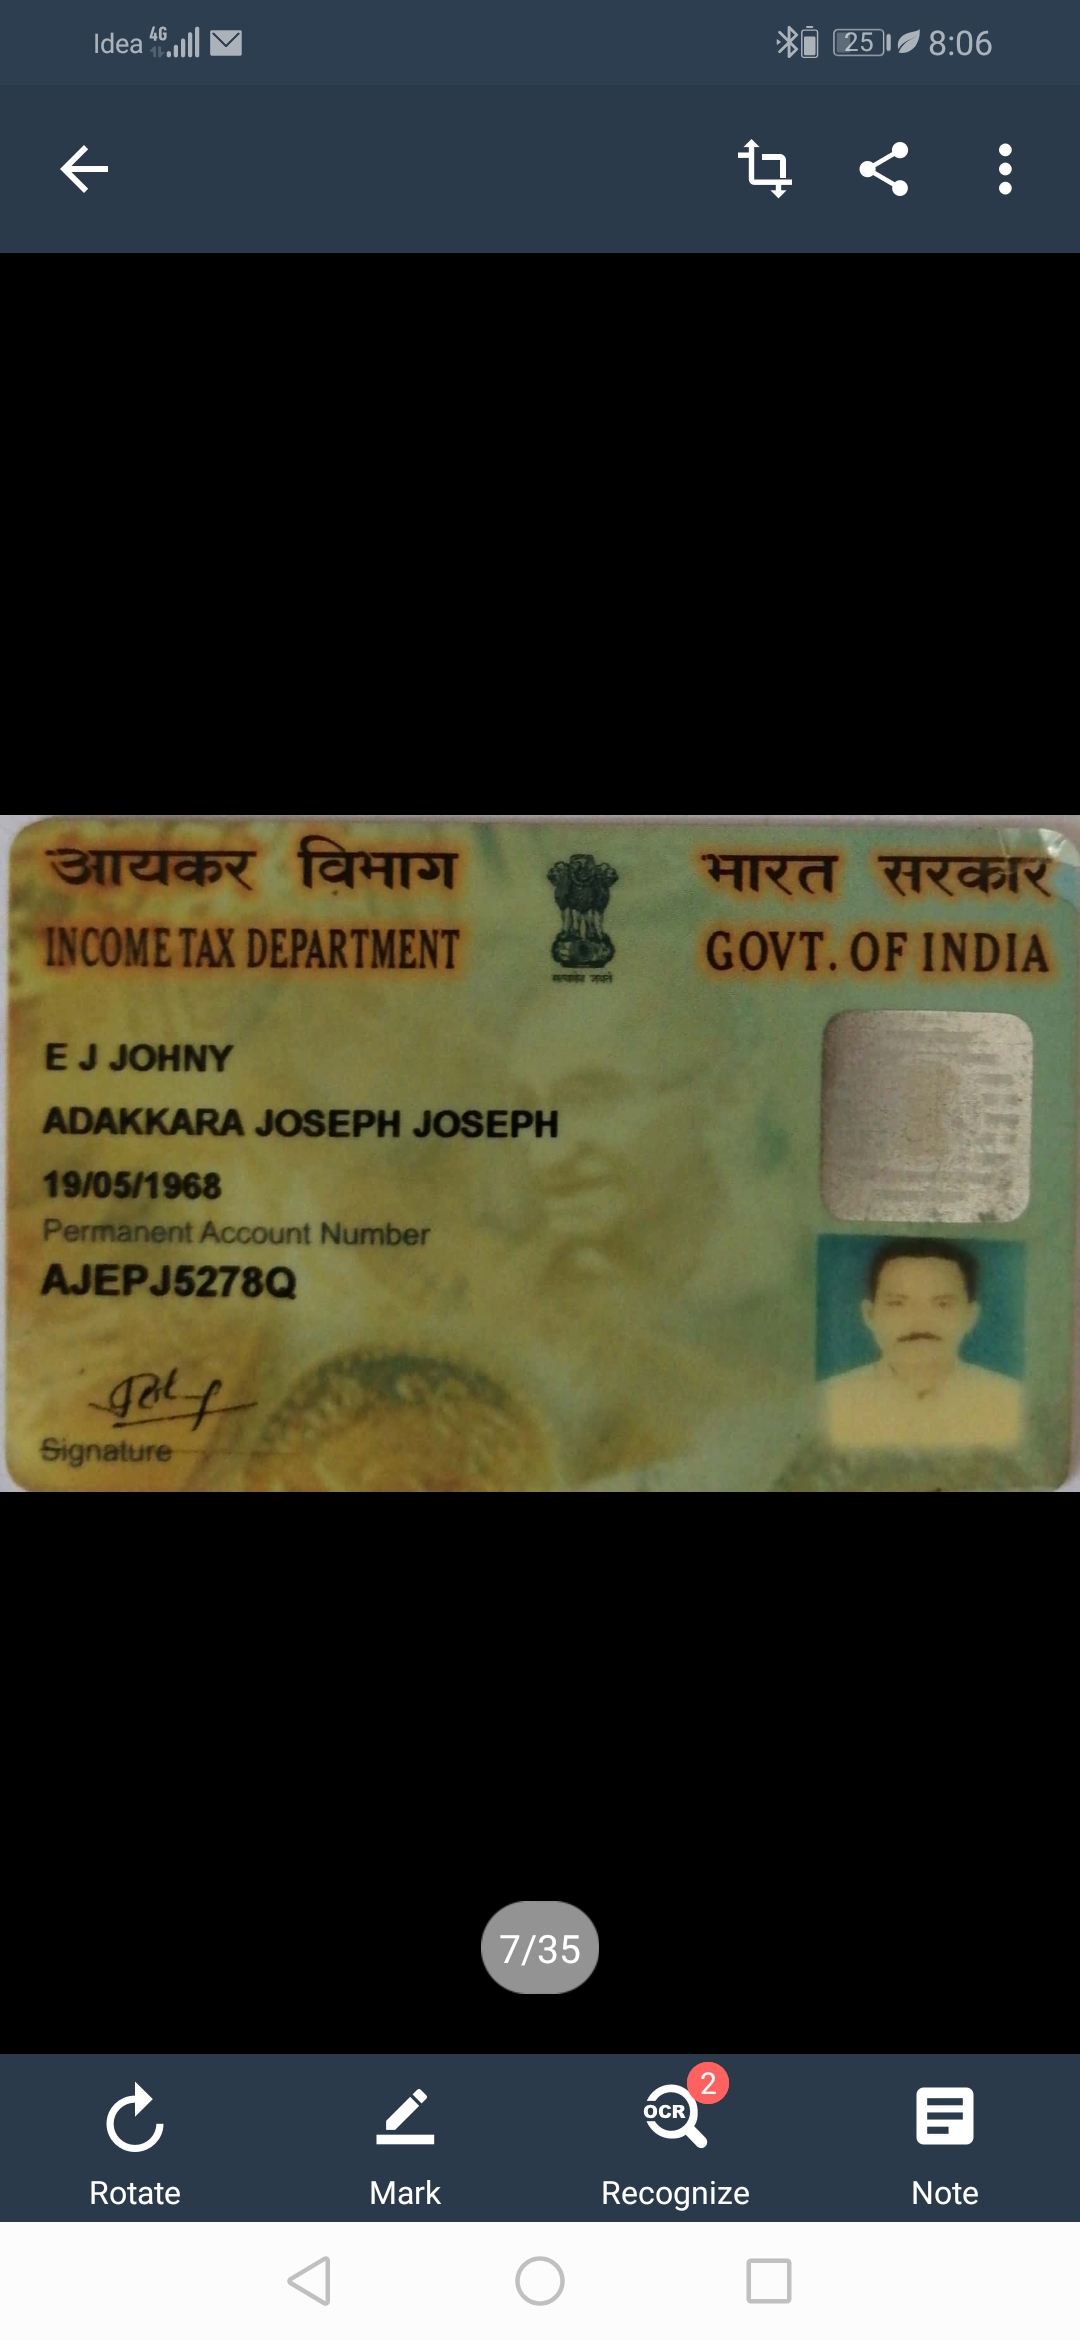 Idea 4G 25 8:06
आयकर विभाग भारत सरकार
INCOME TAX DEPARTMENT GOVT. OF INDIA
सत्यमेव जयते
E J JOHNY
ADAKKARA JOSEPH JOSEPH
19/05/1968
Permanent Account Number
AJEPJ5278Q
Signature
7/35
2
OCR
Rotate Mark Recognize Note